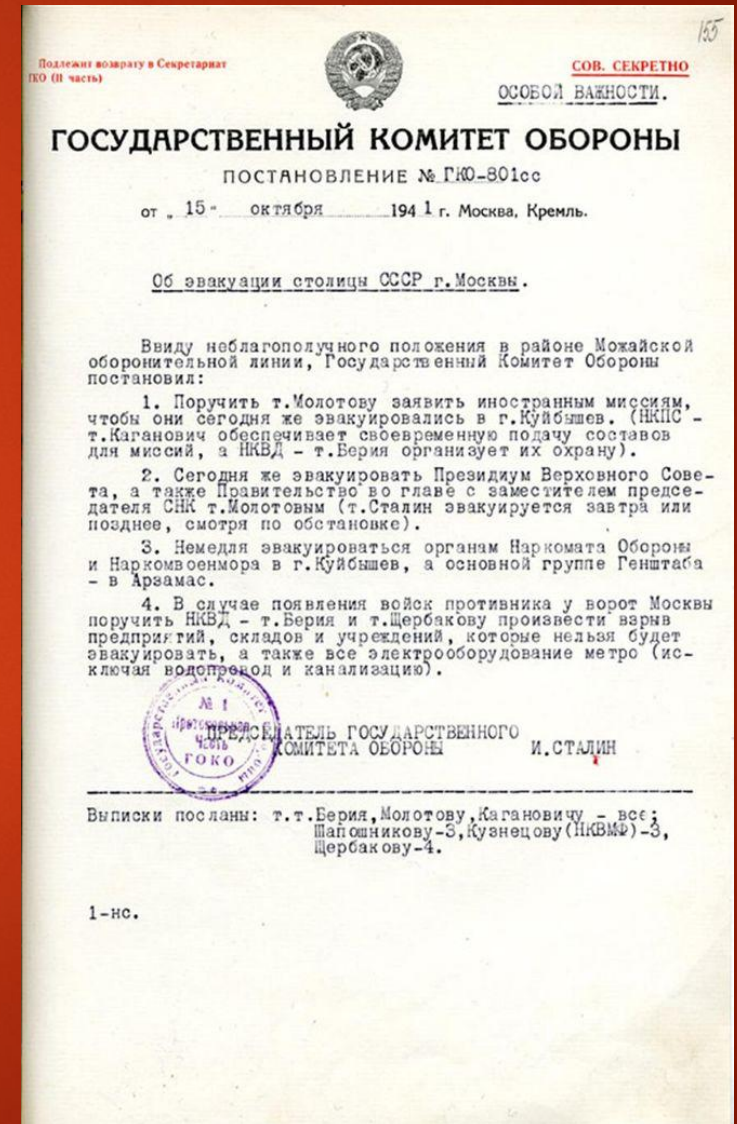 155
Подлежит возврату в Секретариат
ГКО (II часть)
СОВ. СЕКРЕТНО
ОСОБОЙ ВАЖНОСТИ.
ГОСУДАРСТВЕННЫЙ КОМИТЕТ ОБОРОНЫ
ПОСТАНОВЛЕНИЕ № ГКО-801сс
от „ 15 " октября 194 1 г. Москва, Кремль.
Об эвакуации столицы СССР г.Москвы.
Ввиду неблагополучного положения в районе Можайской
оборонительной линии, Государственный Комитет Обороны
постановил:
1. Поручить т.Молотову заявить иностранным миссиям,
чтобы они сегодня же эвакуировались в г.Куйбышев. (НКПС -
т.Каганович обеспечивает своевременную подачу составов
для миссий, а НКВД - т.Берия организует их охрану).
2. Сегодня же эвакуировать Президиум Верховного Сове-
та, а также Правительство во главе с заместителем предсе-
дателя СНК т.Молотовым (т.Сталин эвакуируется завтра или
позднее, смотря по обстановке).
3. Немедля эвакуироваться органам Наркомата Обороны
и Наркомвоенмора в г.Куйбышев, а основной группе Генштаба
- в Арзамас.
4. В случае появления войск противника у ворот Москвы
поручить НКВД - т.Берия и т.Щербакову произвести взрыв
предприятий, складов и учреждений, которые нельзя будет
эвакуировать, а также все электрооборудование метро (ис-
ключая водопровод и канализацию).
№ 1
Часть
ГОКО
ПРЕДСЕДАТЕЛЬ ГОСУДАРСТВЕННОГО
КОМИТЕТА ОБОРОНЫ И.СТАЛИН
Выписки посланы: т.т.Берия,Молотову,Кагановичу - все;
Шапошникову-3,Кузнецову(НКВМФ)-3,
Щербакову-4.
1-нс.